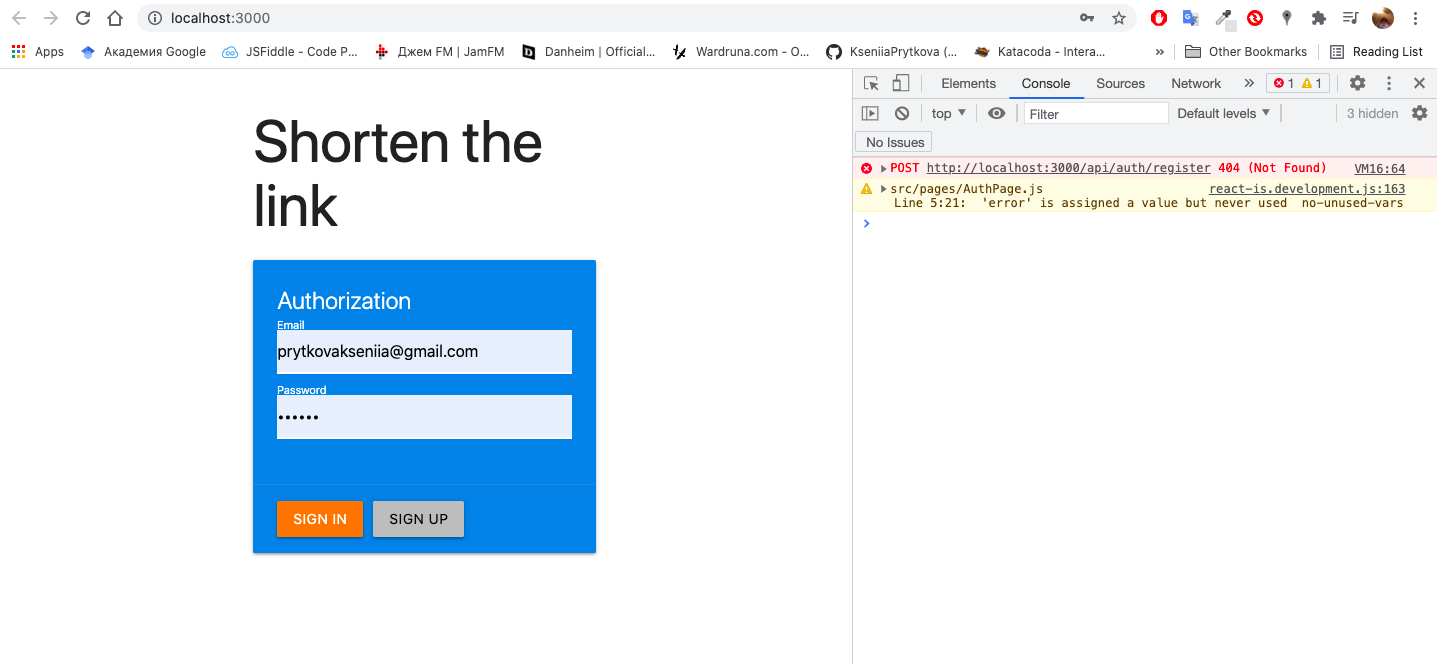 localhost:3000
Apps Академия Google JSFiddle - Code P... Джем FM | JamFM Danheim | Official... Wardruna.com - O... KseniiaPrytkova (... Katacoda - Intera... » Other Bookmarks Reading List
Elements Console Sources Network » 1 1
top Filter Default levels 3 hidden
No Issues
POST http://localhost:3000/api/auth/register 404 (Not Found) VM16:64
src/pages/AuthPage.js react-is.development.js:163
Line 5:21: 'error' is assigned a value but never used no-unused-vars
Shorten the
link
Authorization
Email
prytkovakseniia@gmail.com
Password
••••••
SIGN IN SIGN UP